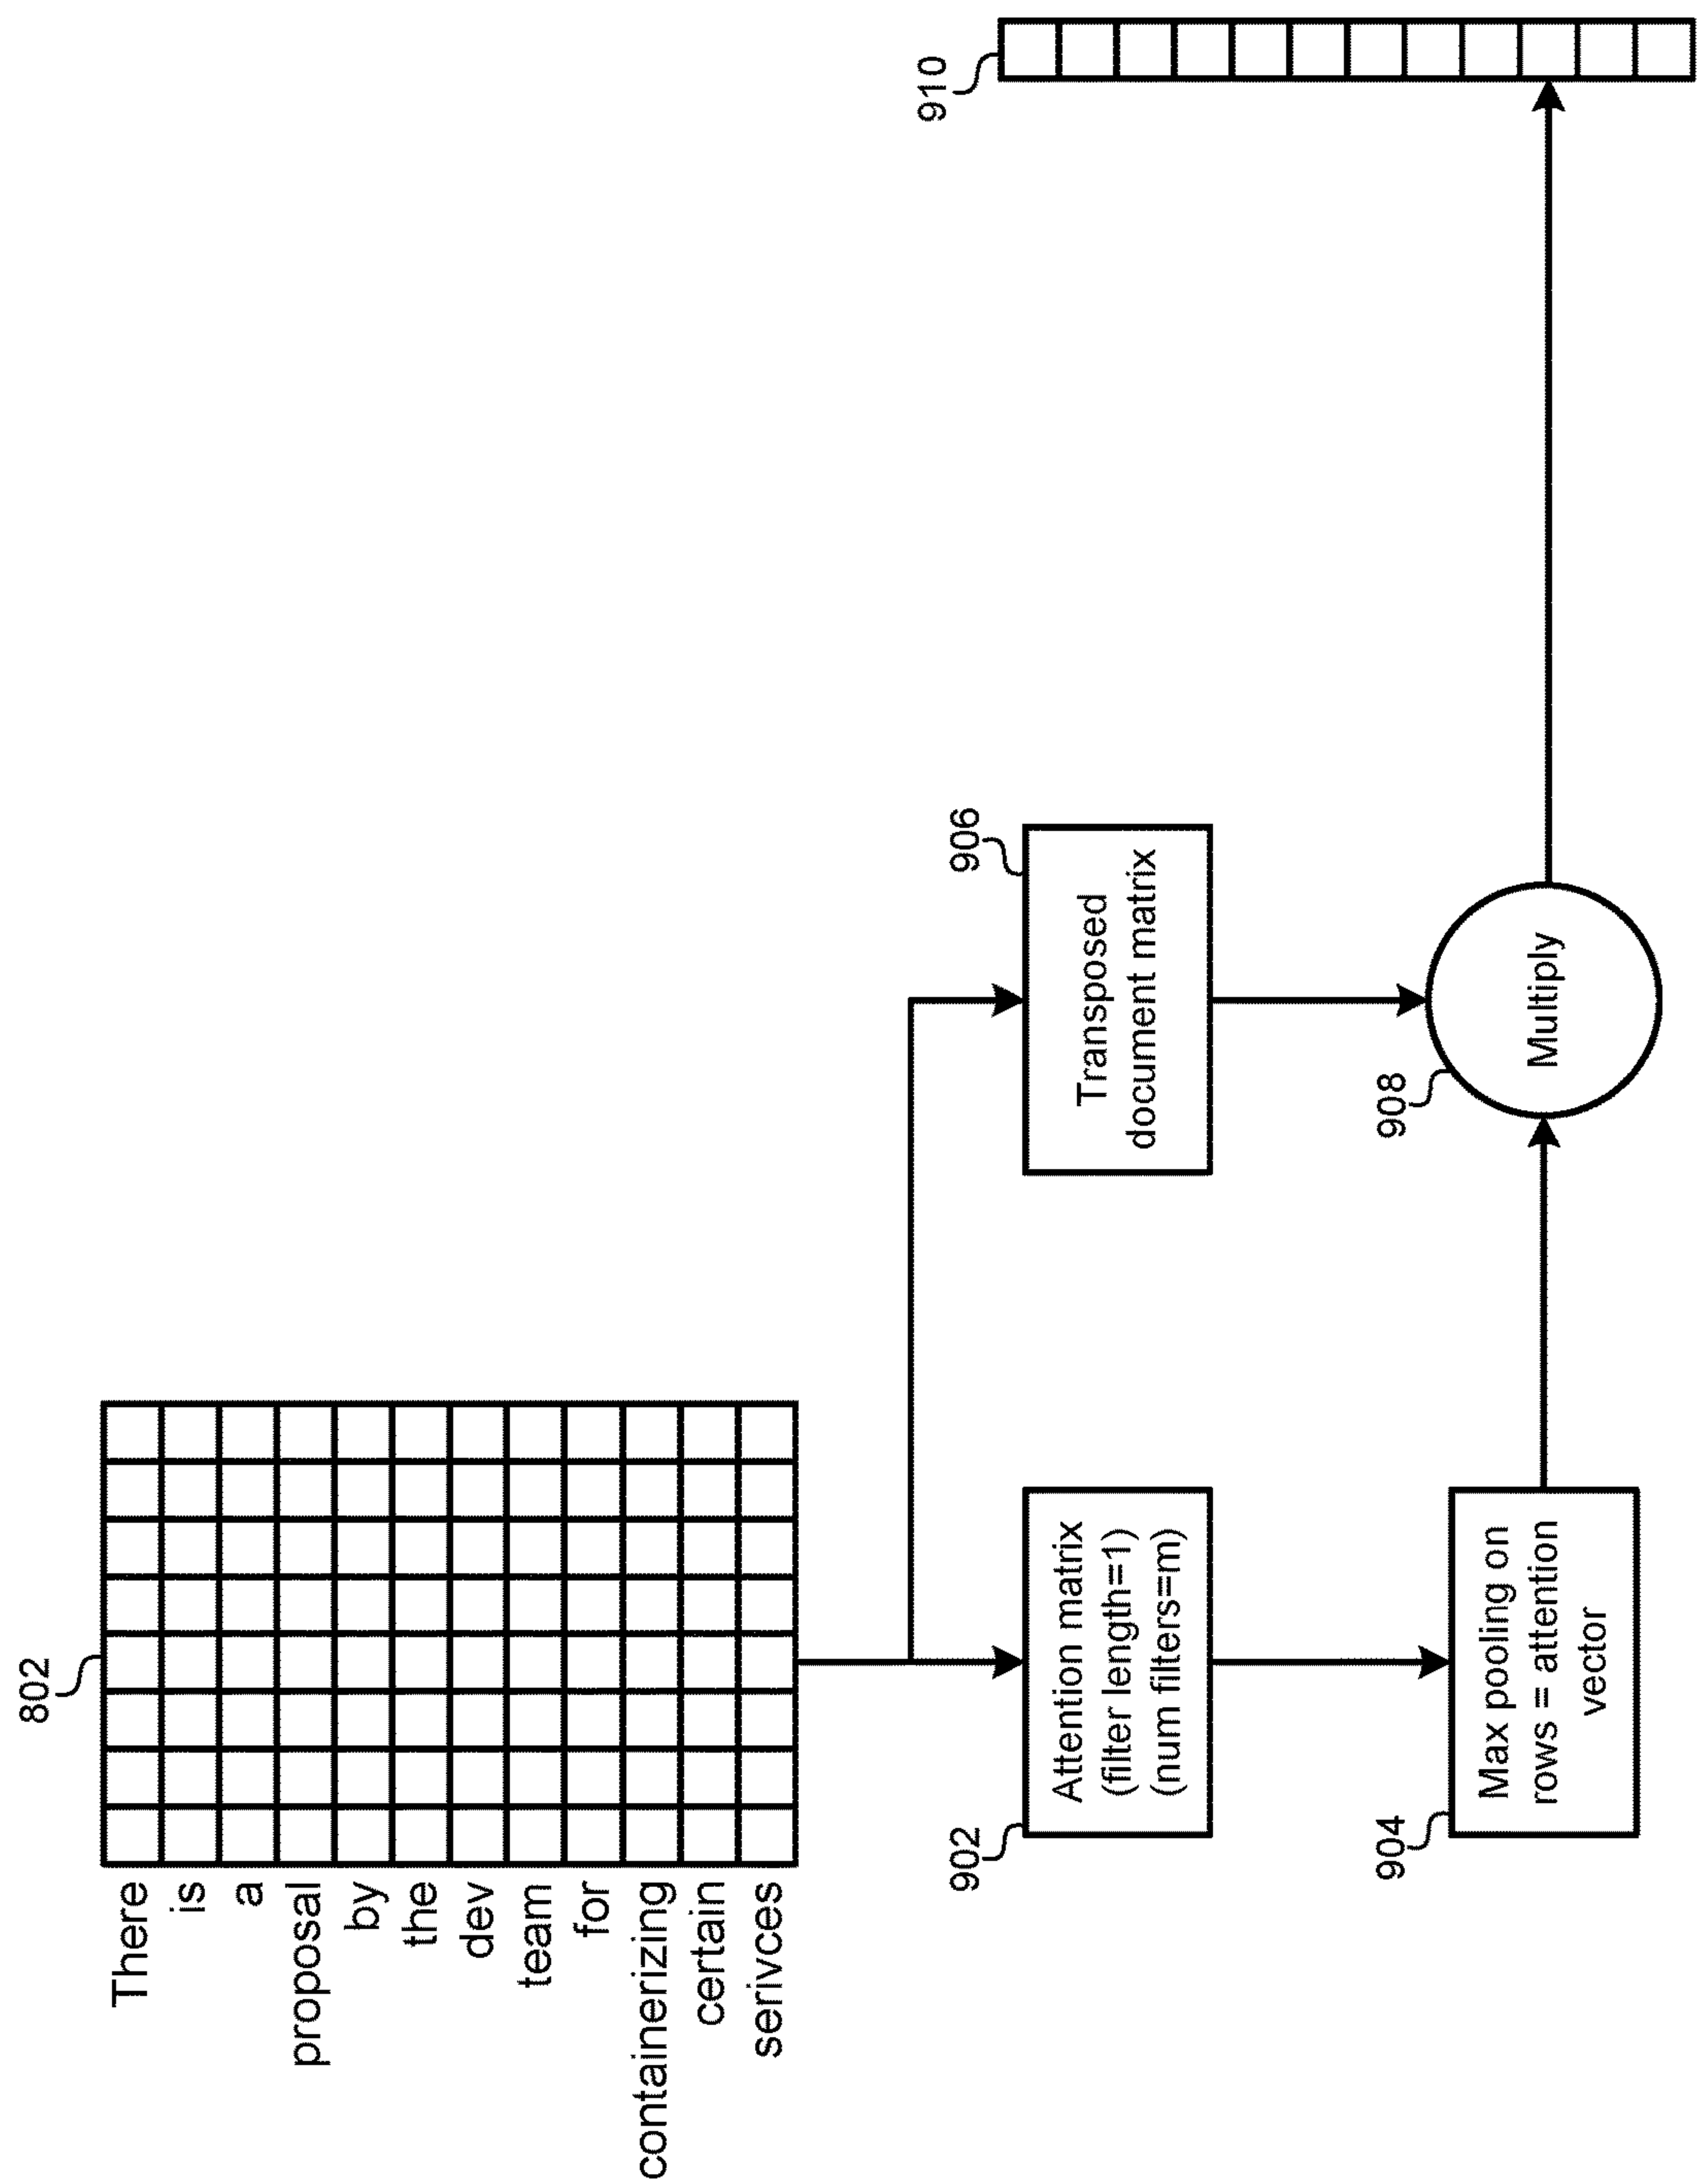 802
There
is
a
proposal
by
the
dev
team
for
containerizing
certain
serivces
902
Attention matrix
(filter length=1)
(num filters=m)
906
Transposed
document matrix
910
904
Max pooling on
rows = attention
vector
908
Multiply